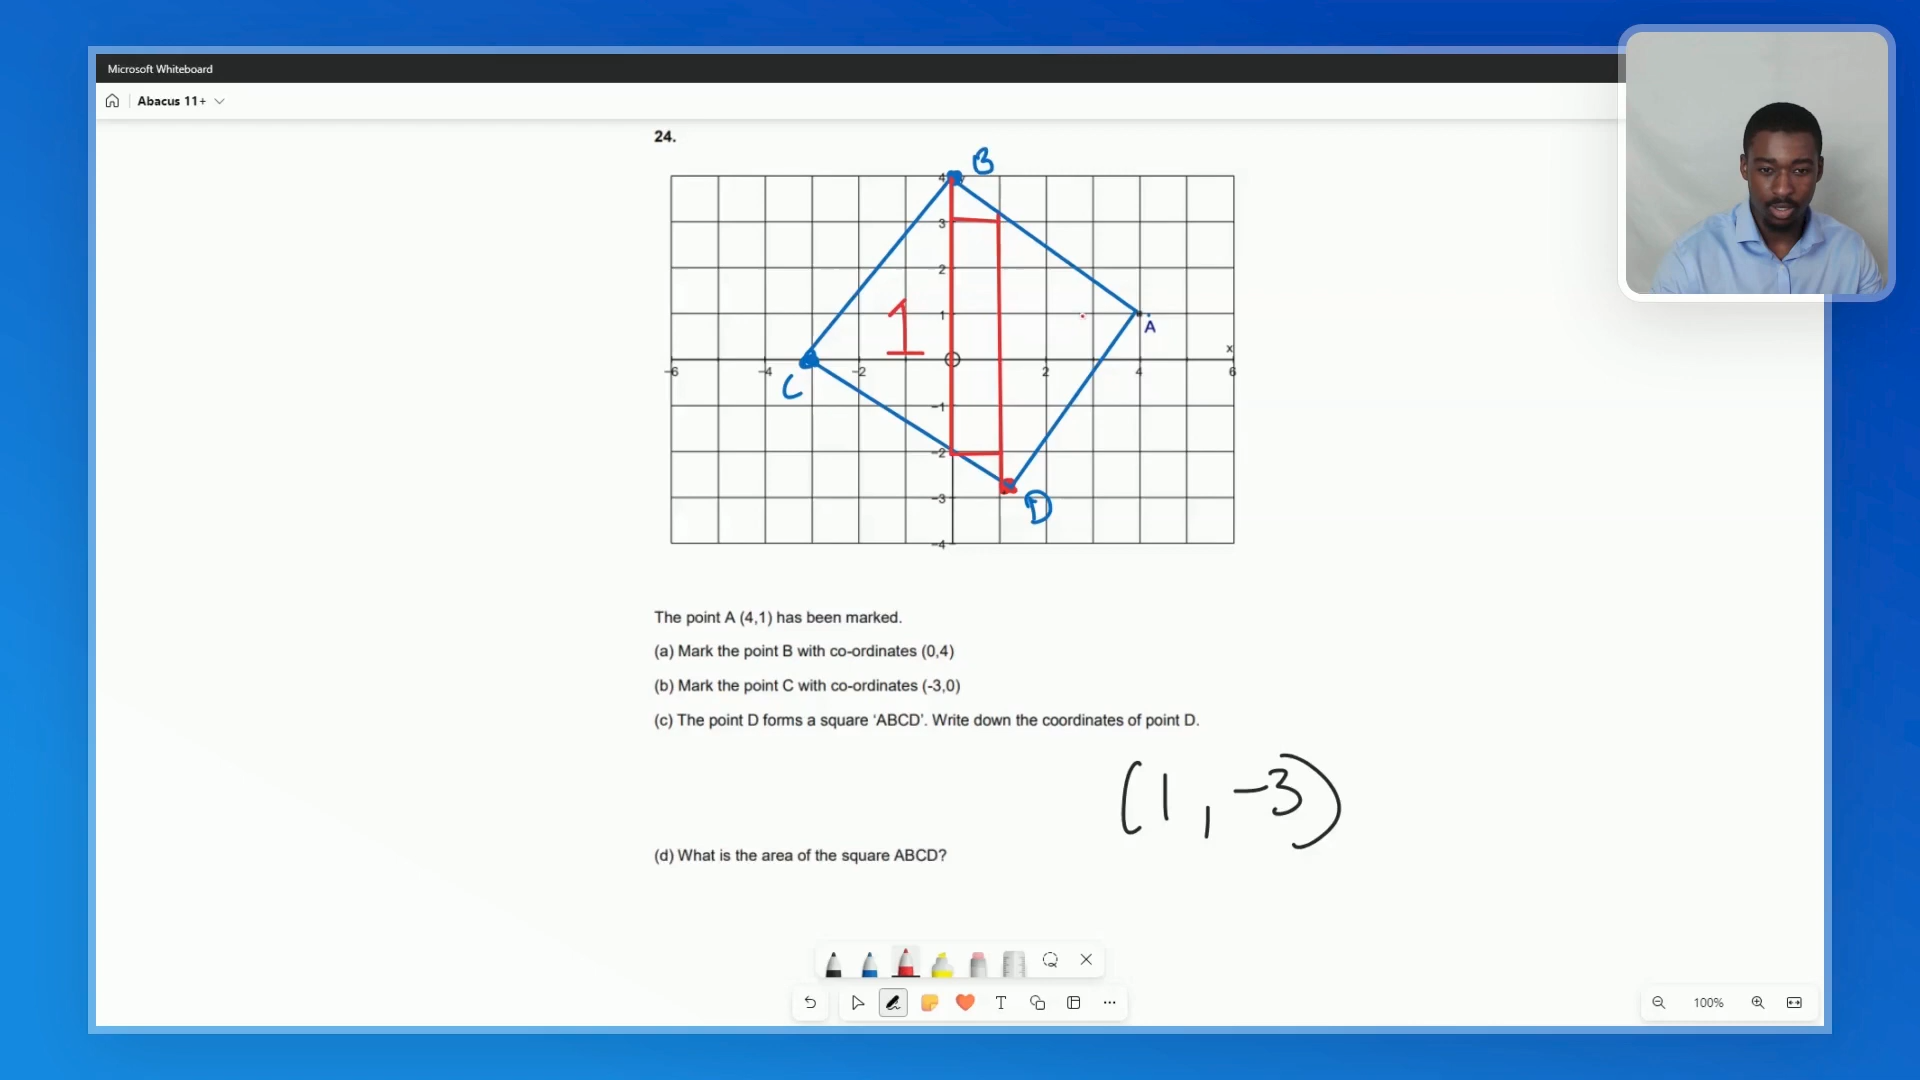 Microsoft Whiteboard
Abacus 11+
24.
B
4
3
2
1
1
A
x
-6
-4
-2
0
2
4
6
C
-1
-2
-3
D
-4
The point A (4,1) has been marked.
(a) Mark the point B with co-ordinates (0,4)
(b) Mark the point C with co-ordinates (-3,0)
(c) The point D forms a square ‘ABCD’. Write down the coordinates of point D.
(1, -3)
(d) What is the area of the square ABCD?
T
100%